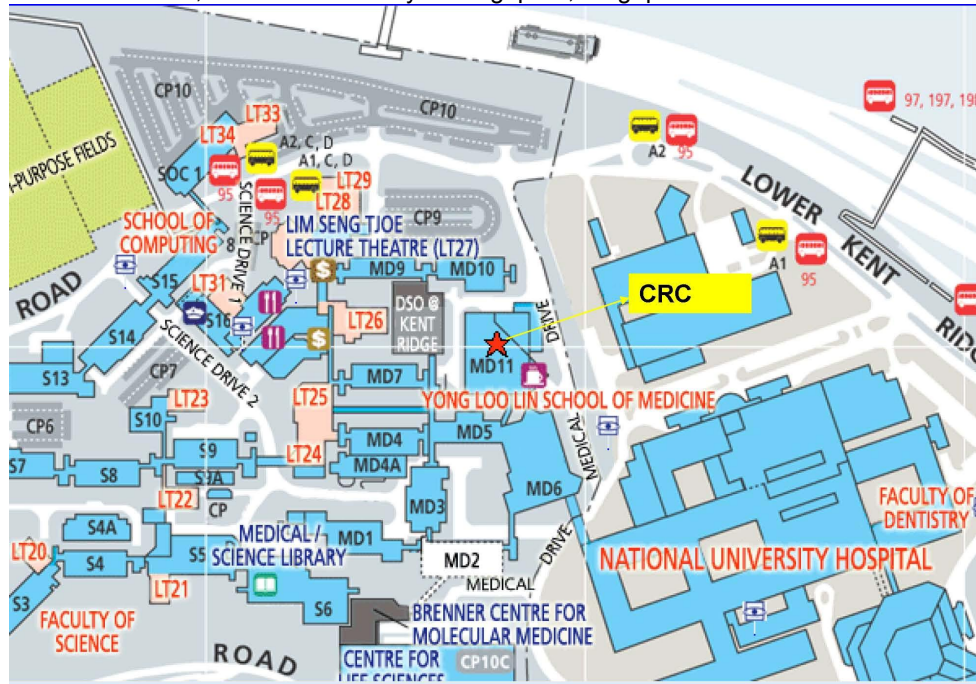 CP10
CP10
LT33
LT34
A2, C, D
A1, C, D
SOC 1
95
95
LT29
LT28
A2
95
97, 197,
LOWER
KENT
A1
95
-PURPOSE FIELDS
SCHOOL OF
COMPUTING
SCIENCE DRIVE 1
LIM SENG TJOE
LECTURE THEATRE (LT27)
CP9
ROAD
S15
LT31
S16
MD9
MD10
DSO @
KENT
RIDGE
LT26
CRC
DRIVE
S14
SCIENCE DRIVE 2
MD11
S13
CP7
MD7
LT23
LT25
YONG LOO LIN SCHOOL OF MEDICINE
CP6
S10
MD5
MEDICAL
S9
MD4
LT24
MD4A
S7
S8
S9A
MD6
LT22
CP
MD3
FACULTY OF
DENTISTRY
S4A
MEDICAL /
SCIENCE LIBRARY
MD1
DRIVE
NATIONAL UNIVERSITY HOSPITAL
LT20
S4
S5
MD2
MEDICAL
LT21
S3
S6
FACULTY OF
SCIENCE
BRENNER CENTRE FOR
MOLECULAR MEDICINE
ROAD
CENTRE FOR
LIFE SCIENCES
CP10C